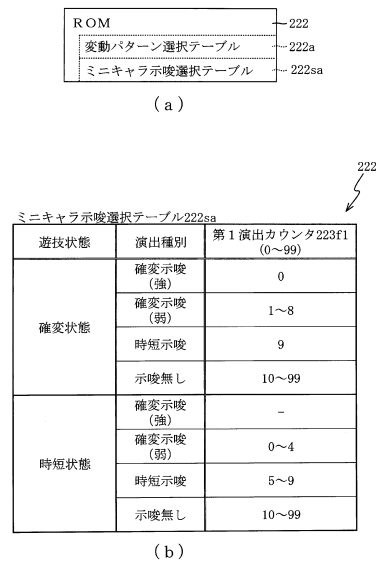 ROM
222
変動パターン選択テーブル
222a
ミニキャラ示唆選択テーブル
222sa
(a)
222
ミニキャラ示唆選択テーブル222sa
遊技状態 演出種別 第1演出カウンタ223f1
(0〜99)
確変状態
確変示唆
(強)
0
確変示唆
(弱)
1〜8
時短示唆 9
示唆無し 10〜99
時短状態
確変示唆
(強)
-
確変示唆
(弱)
0〜4
時短示唆 5〜9
示唆無し 10〜99
(b)